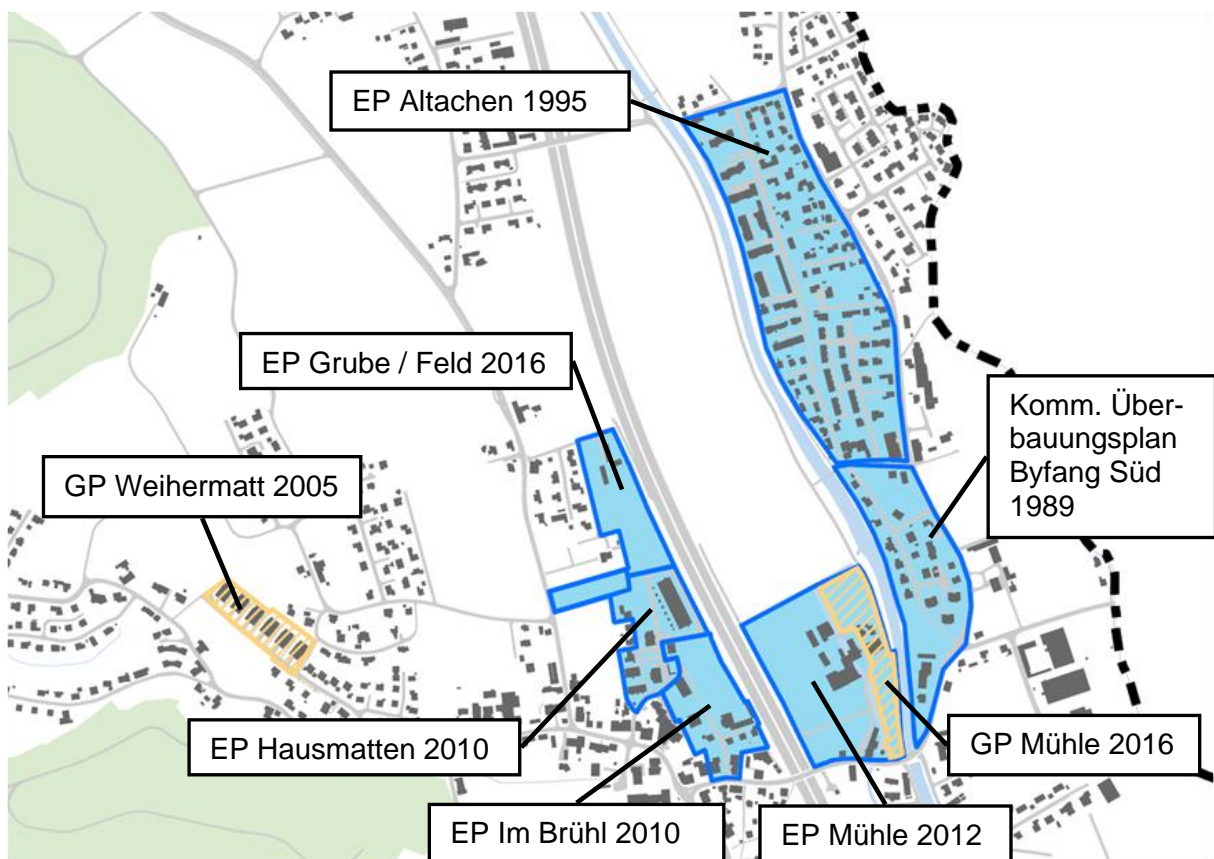 EP Altachen 1995
EP Grube / Feld 2016
Komm. Über-
bauungsplan
Byfang Süd
1989
GP Weihermatt 2005
EP Hausmatten 2010
GP Mühle 2016
EP Im Brühl 2010
EP Mühle 2012